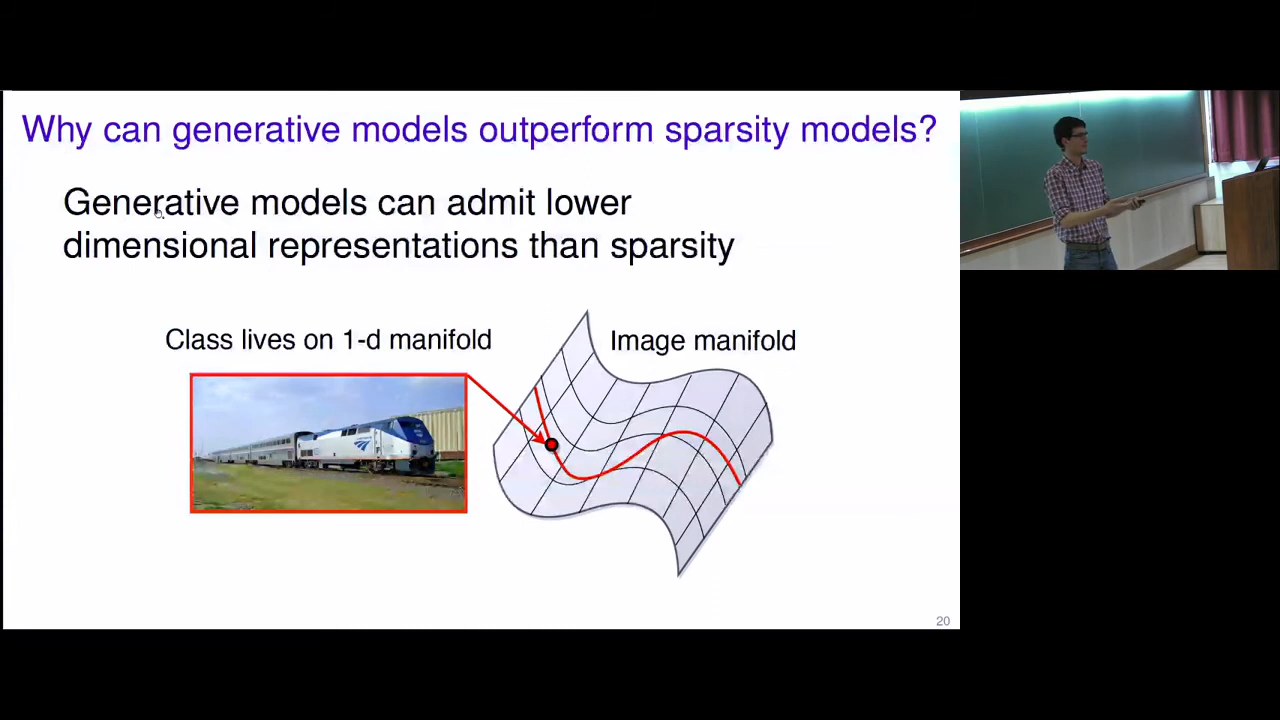 Why can generative models outperform sparsity models?
Generative models can admit lower
dimensional representations than sparsity
Class lives on 1-d manifold
Image manifold
20